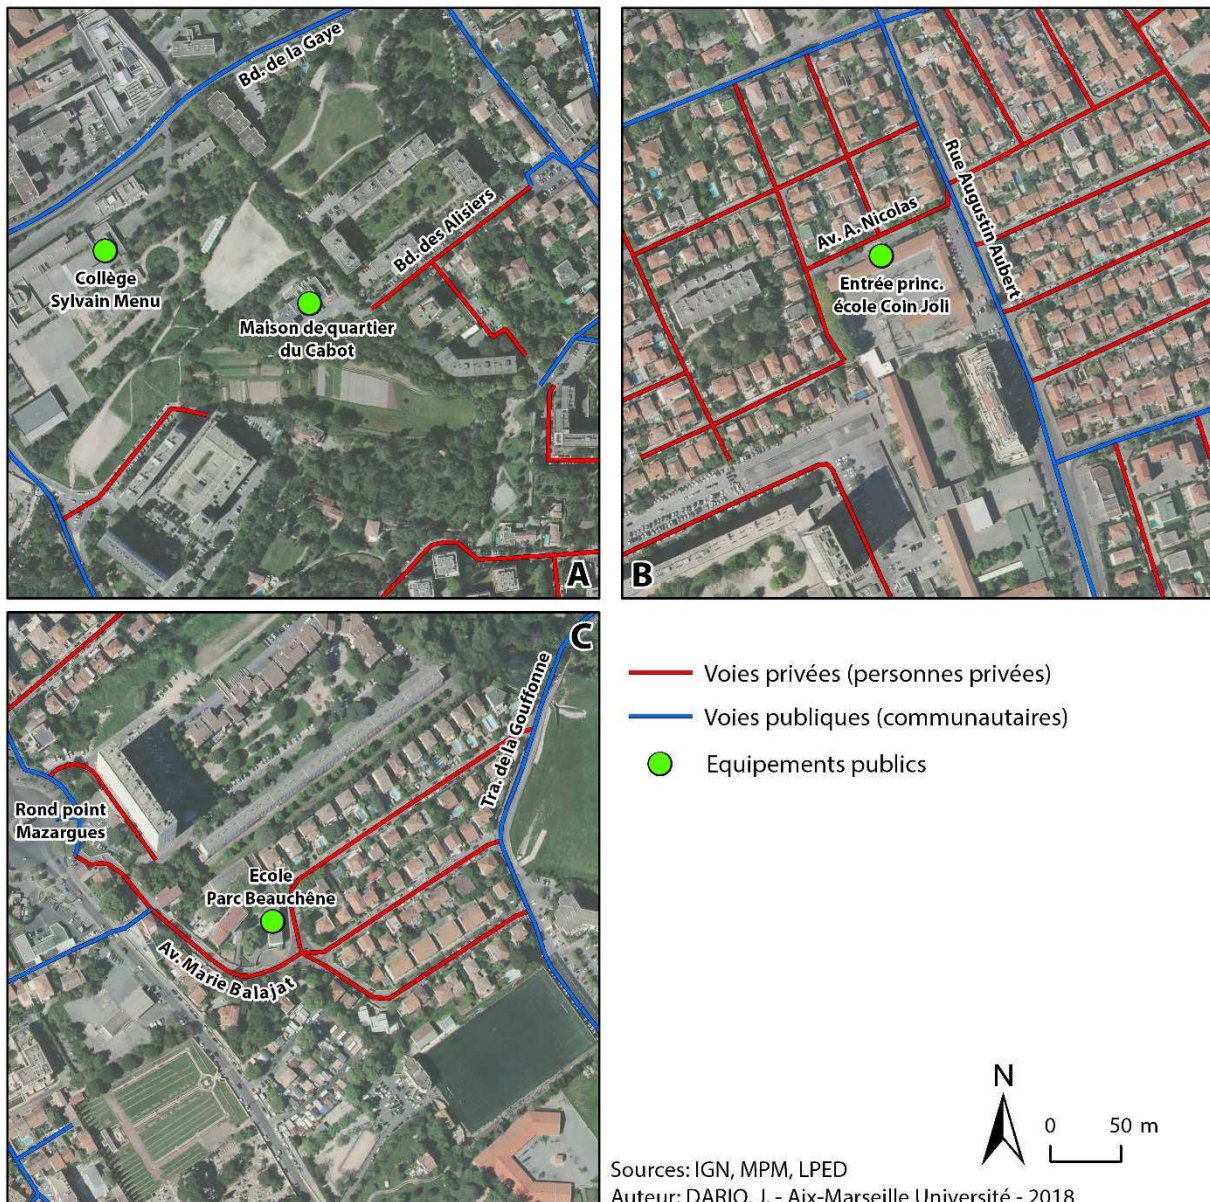 Bd. de la Gaye
Bd. des Alisiers
Collège
Sylvain Menu
Maison de quartier
du Cabot
A
Rue Augustin Aubert
Av. A. Nicolas
Entrée princ.
école Coin Joli
B
C
Tra. de la Gouffonne
Rond point
Mazargues
Ecole
Parc Beauchêne
Av. Marie Balajat
Voies privées (personnes privées)
Voies publiques (communautaires)
Equipements publics
N
0 50 m
Sources: IGN, MPM, LPED
Auteur: DARIO, J. - Aix-Marseille Université - 2018